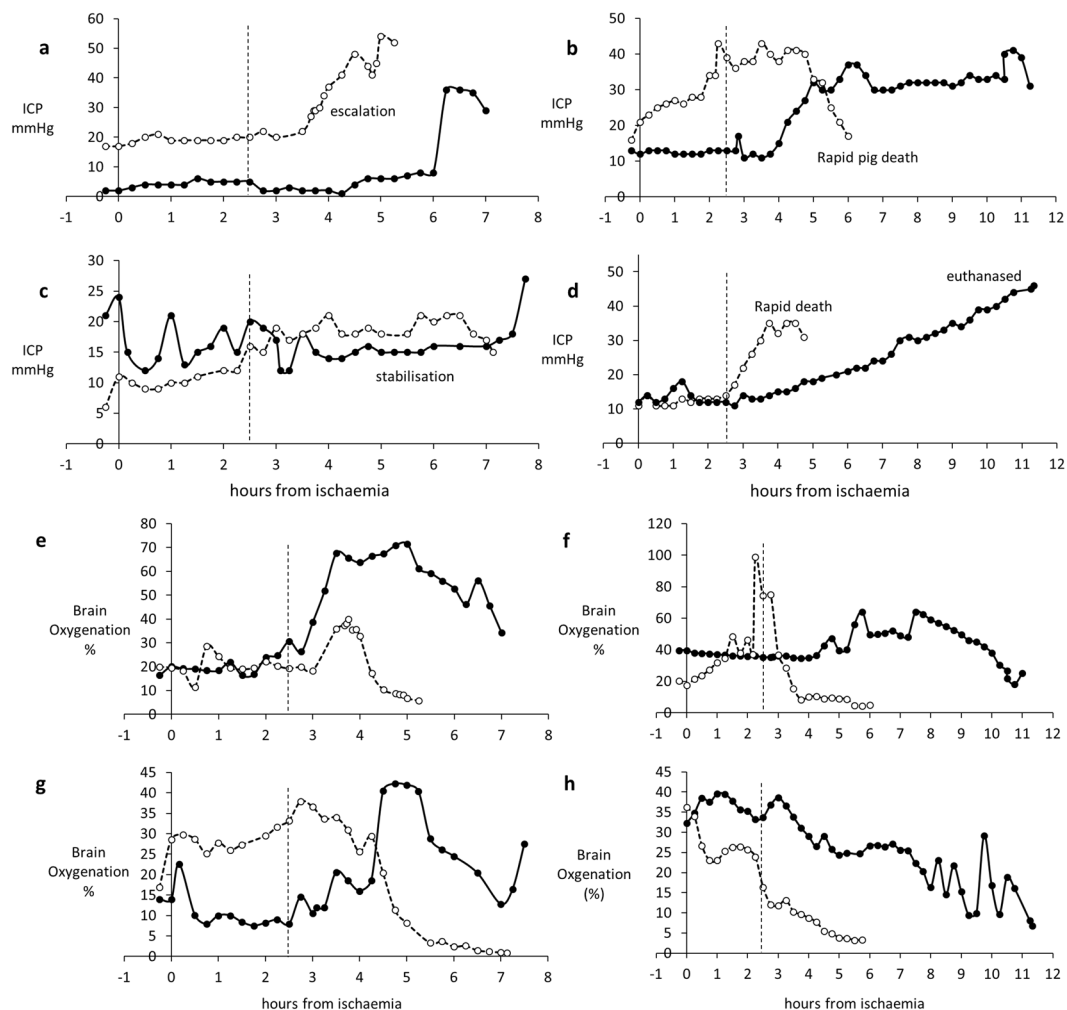 a
ICP
mmHg
60
50
40
30
20
10
0
-1 0 1 2 3 4 5 6 7 8
escalation
b
ICP
mmHg
50
40
30
20
10
0
-1 0 1 2 3 4 5 6 7 8 9 10 11 12
Rapid pig death
c
ICP
mmHg
30
25
20
15
10
5
0
-1 0 1 2 3 4 5 6 7 8
stabilisation
hours from ischaemia
d
ICP
mmHg
50
40
30
20
10
0
-1 0 1 2 3 4 5 6 7 8 9 10 11 12
Rapid death
euthanased
hours from ischaemia
e
Brain
Oxygenation
%
80
70
60
50
40
30
20
10
0
-1 0 1 2 3 4 5 6 7 8
f
Brain
Oxygenation
%
120
100
80
60
40
20
0
-1 0 1 2 3 4 5 6 7 8 9 10 11 12
g
Brain
Oxygenation
%
45
40
35
30
25
20
15
10
5
0
-1 0 1 2 3 4 5 6 7 8
hours from ischaemia
h
Brain
Oxgenation
(%)
45
40
35
30
25
20
15
10
5
0
-1 0 1 2 3 4 5 6 7 8 9 10 11 12
hours from ischaemia